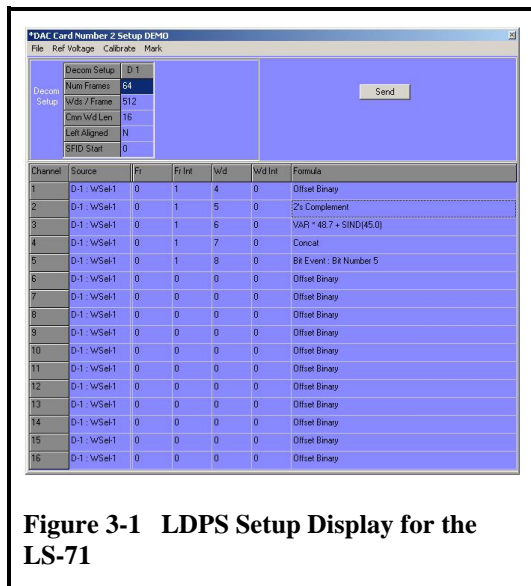 *DAC Card Number 2 Setup DEMO
File Ref Voltage Calibrate Mark
Decom Setup
Decom Setup D 1
Num Frames 64
Wds / Frame 512
Cmn Wd Len 16
Left Aligned N
SFID Start 0
Send
Channel Source Fr Fr Int Wd Wd Int Formula
1 D-1 : WSel-1 0 1 4 0 Offset Binary
2 D-1 : WSel-1 0 1 5 0 2's Complement
3 D-1 : WSel-1 0 1 6 0 VAR * 48.7 + SIND(45.0)
4 D-1 : WSel-1 0 1 7 0 Concat
5 D-1 : WSel-1 0 1 8 0 Bit Event : Bit Number 5
6 D-1 : WSel-1 0 0 0 0 Offset Binary
7 D-1 : WSel-1 0 0 0 0 Offset Binary
8 D-1 : WSel-1 0 0 0 0 Offset Binary
9 D-1 : WSel-1 0 0 0 0 Offset Binary
10 D-1 : WSel-1 0 0 0 0 Offset Binary
11 D-1 : WSel-1 0 0 0 0 Offset Binary
12 D-1 : WSel-1 0 0 0 0 Offset Binary
13 D-1 : WSel-1 0 0 0 0 Offset Binary
14 D-1 : WSel-1 0 0 0 0 Offset Binary
15 D-1 : WSel-1 0 0 0 0 Offset Binary
16 D-1 : WSel-1 0 0 0 0 Offset Binary
Figure 3-1 LDPS Setup Display for the
LS-71